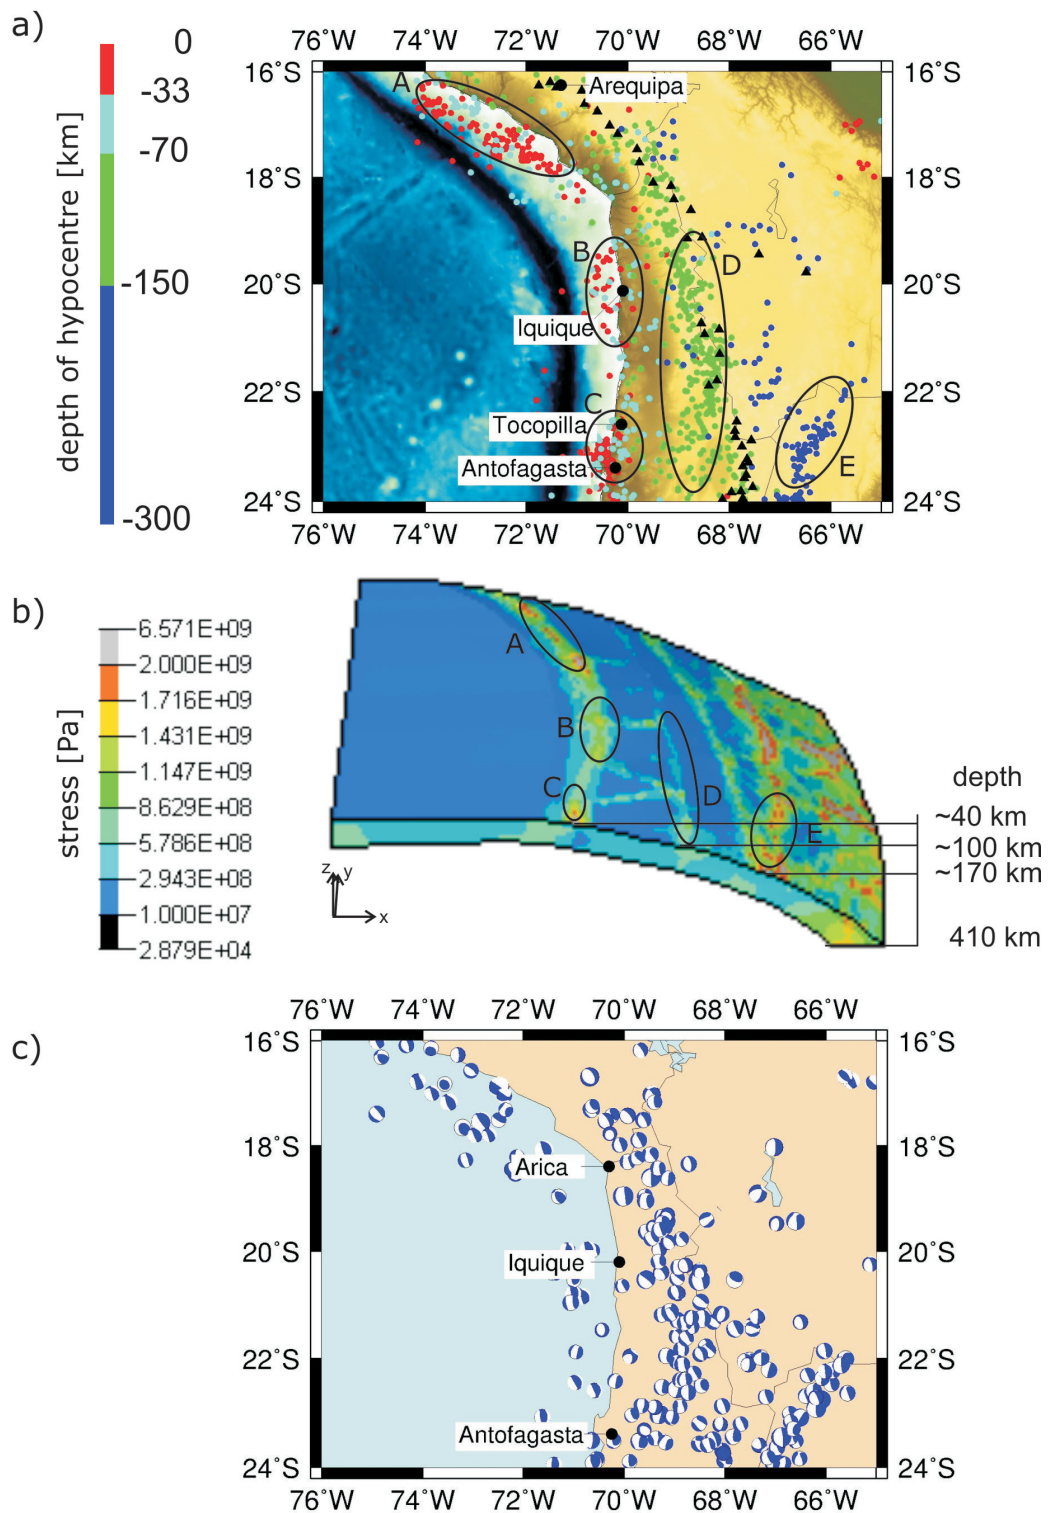 a)
depth of hypocentre [km]
0
-33
-70
-150
-300
76°W 74°W 72°W 70°W 68°W 66°W
16°S 16°S
18°S 18°S
20°S 20°S
22°S 22°S
24°S 24°S
76°W 74°W 72°W 70°W 68°W 66°W
A
Arequipa
B
D
Iquique
C
Tocopilla
Antofagasta
E
b)
stress [Pa]
6.571E+09
2.000E+09
1.716E+09
1.431E+09
1.147E+09
8.629E+08
5.786E+08
2.943E+08
1.000E+07
2.879E+04
A
B
C
D
E
z y
x
depth
~40 km
~100 km
~170 km
410 km
c)
76°W 74°W 72°W 70°W 68°W 66°W
16°S 16°S
18°S 18°S
20°S 20°S
22°S 22°S
24°S 24°S
Arica
Iquique
Antofagasta
76°W 74°W 72°W 70°W 68°W 66°W